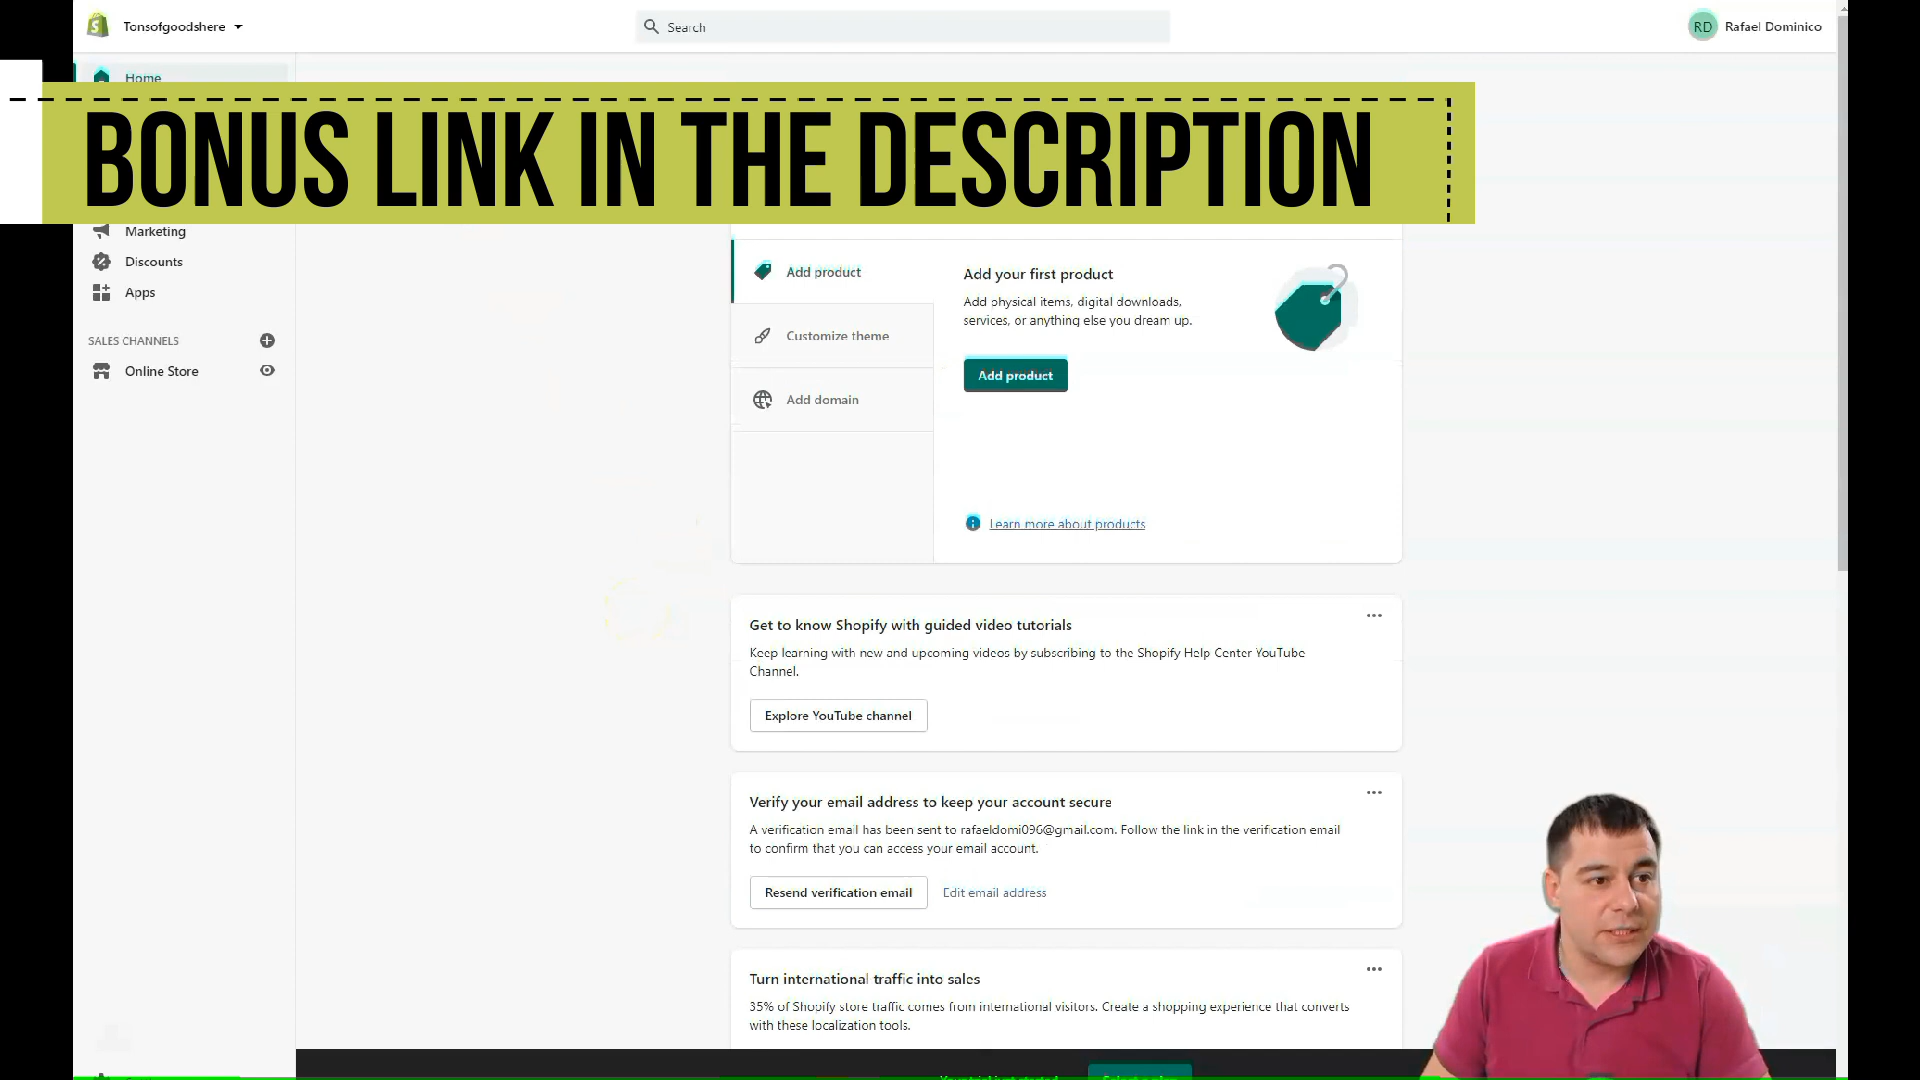 Tonsofgoodshere
Search
RD Rafael Dominico
Home
BONUS LINK IN THE DESCRIPTION
Marketing
Discounts
Apps
SALES CHANNELS
Online Store
Add product
Customize theme
Add domain
Add your first product
Add physical items, digital downloads,
services, or anything else you dream up.
Add product
Learn more about products
Get to know Shopify with guided video tutorials
Keep learning with new and upcoming videos by subscribing to the Shopify Help Center YouTube
Channel.
Explore YouTube channel
Verify your email address to keep your account secure
A verification email has been sent to rafaeldomi096@gmail.com. Follow the link in the verification email
to confirm that you can access your email account.
Resend verification email
Edit email address
Turn international traffic into sales
35% of Shopify store traffic comes from international visitors. Create a shopping experience that converts
with these localization tools.